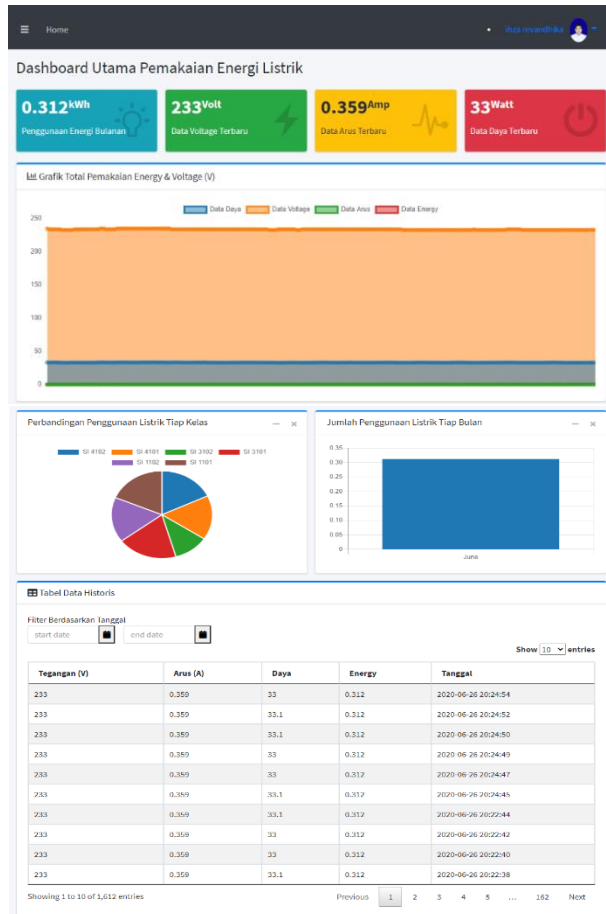 Home
Dashboard Utama Pemakaian Energi Listrik
0.312kWh
Penggunaan Energi Bulanan
233Volt
Data Voltage Terbaru
0.359Amp
Data Arus Terbaru
33Watt
Data Daya Terbaru
Grafik Total Pemakaian Energy & Voltage (V)
Data Daya Data Voltage Data Arus Data Energy
250
200
150
100
50
0
Perbandingan Penggunaan Listrik Tiap Kelas
SI 4102 SI 4101 SI 3102 SI 3101
SI 1102 SI 1101
Jumlah Penggunaan Listrik Tiap Bulan
0.35
0.30
0.25
0.20
0.15
0.10
0.05
0
June
Tabel Data Historis
Filter Berdasarkan Tanggal
start date end date
Show 10 entries
Tegangan (V) Arus (A) Daya Energy Tanggal
233 0.359 33 0.312 2020-06-26 20:24:54
233 0.359 33.1 0.312 2020-06-26 20:24:52
233 0.359 33.1 0.312 2020-06-26 20:24:50
233 0.359 33 0.312 2020-06-26 20:24:49
233 0.359 33 0.312 2020-06-26 20:24:47
233 0.359 33.1 0.312 2020-06-26 20:24:45
233 0.359 33.1 0.312 2020-06-26 20:22:44
233 0.359 33 0.312 2020-06-26 20:22:42
233 0.359 33 0.312 2020-06-26 20:22:40
233 0.359 33.1 0.312 2020-06-26 20:22:38
Showing 1 to 10 of 1,612 entries
Previous 1 2 3 4 5 ... 162 Next